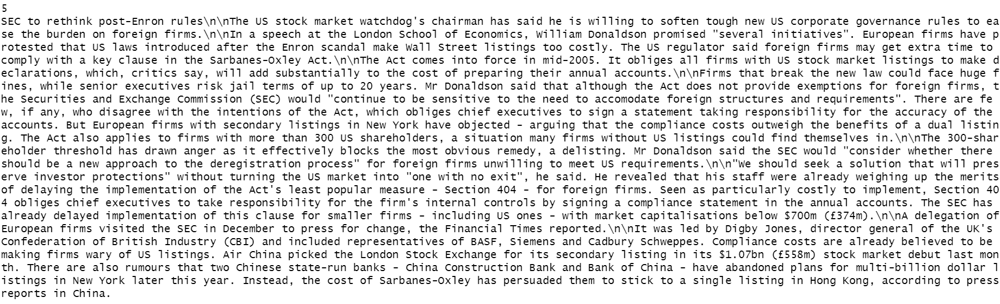 5
SEC to rethink post-Enron rules\n\nThe US stock market watchdog's chairman has said he is willing to soften tough new US corporate governance rules to ea
se the burden on foreign firms.\n\nIn a speech at the London School of Economics, William Donaldson promised "several initiatives". European firms have p
rotested that US laws introduced after the Enron scandal make Wall Street listings too costly. The US regulator said foreign firms may get extra time to
comply with a key clause in the Sarbanes-Oxley Act.\n\nThe Act comes into force in mid-2005. It obliges all firms with US stock market listings to make d
eclarations, which, critics say, will add substantially to the cost of preparing their annual accounts.\n\nFirms that break the new law could face huge f
ines, while senior executives risk jail terms of up to 20 years. Mr Donaldson said that although the Act does not provide exemptions for foreign firms, t
he Securities and Exchange Commission (SEC) would "continue to be sensitive to the need to accomodate foreign structures and requirements". There are fe
w, if any, who disagree with the intentions of the Act, which obliges chief executives to sign a statement taking responsibility for the accuracy of the
accounts. But European firms with secondary listings in New York have objected - arguing that the compliance costs outweigh the benefits of a dual listin
g. The Act also applies to firms with more than 300 US shareholders, a situation many firms without US listings could find themselves in.\n\nThe 300-shar
eholder threshold has drawn anger as it effectively blocks the most obvious remedy, a delisting. Mr Donaldson said the SEC would "consider whether there
should be a new approach to the deregistration process" for foreign firms unwilling to meet US requirements.\n\n"We should seek a solution that will pres
erve investor protections" without turning the US market into "one with no exit", he said. He revealed that his staff were already weighing up the merits
of delaying the implementation of the Act's least popular measure - Section 404 - for foreign firms. Seen as particularly costly to implement, Section 40
4 obliges chief executives to take responsibility for the firm's internal controls by signing a compliance statement in the annual accounts. The SEC has
already delayed implementation of this clause for smaller firms - including US ones - with market capitalisations below $700m (£374m).\n\nA delegation of
European firms visited the SEC in December to press for change, the Financial Times reported.\n\nIt was led by Digby Jones, director general of the UK's
Confederation of British Industry (CBI) and included representatives of BASF, Siemens and Cadbury Schweppes. Compliance costs are already believed to be
making firms wary of US listings. Air China picked the London Stock Exchange for its secondary listing in its $1.07bn (£558m) stock market debut last mon
th. There are also rumours that two Chinese state-run banks - China Construction Bank and Bank of China - have abandoned plans for multi-billion dollar l
istings in New York later this year. Instead, the cost of Sarbanes-Oxley has persuaded them to stick to a single listing in Hong Kong, according to press
reports in China.